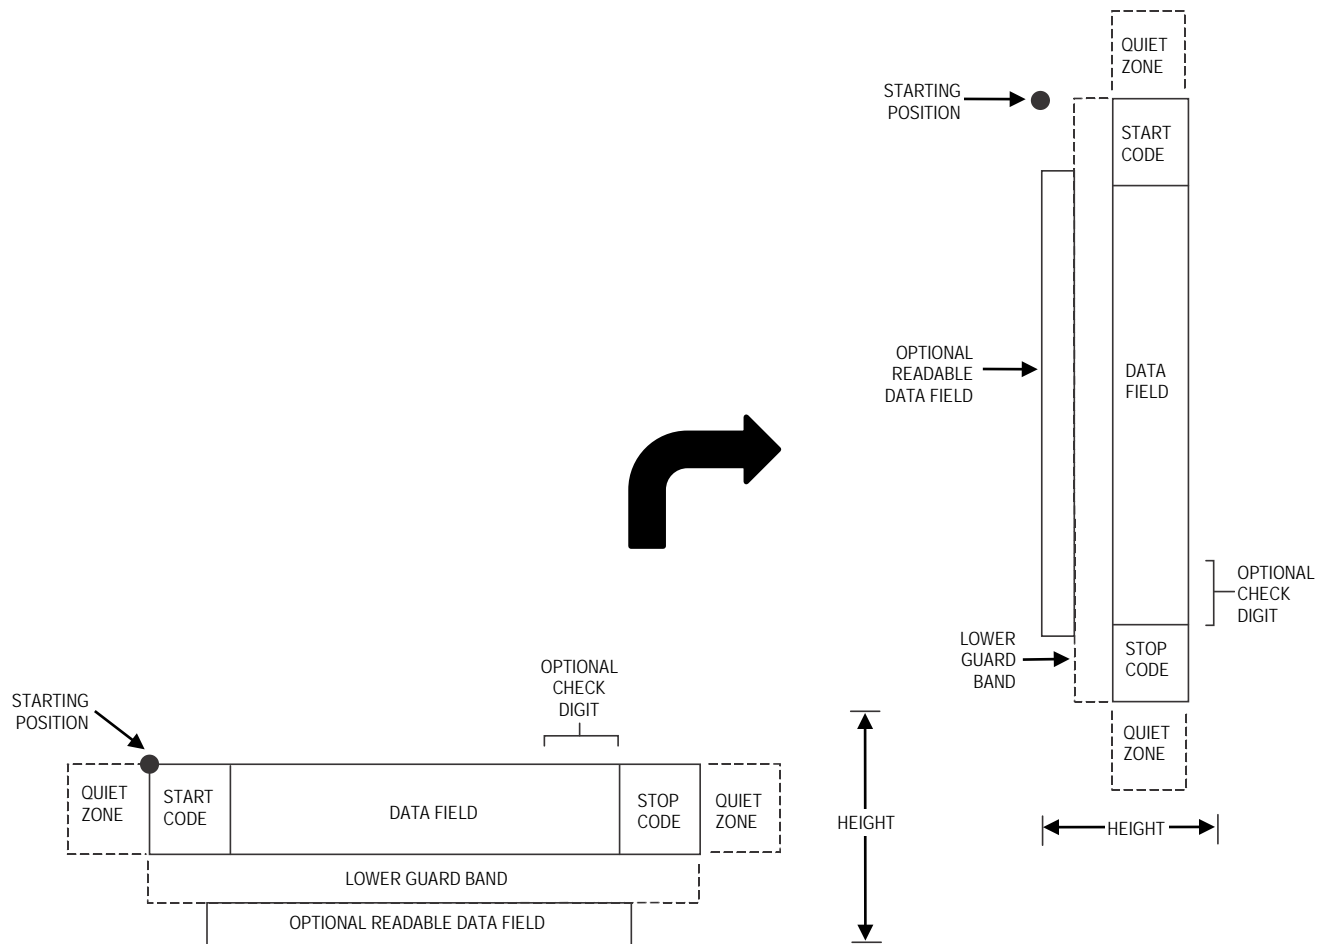 QUIET
ZONE
STARTING
POSITION
START
CODE
OPTIONAL
READABLE
DATA FIELD
DATA
FIELD
OPTIONAL
CHECK
DIGIT
LOWER
GUARD
BAND
STOP
CODE
QUIET
ZONE
HEIGHT
OPTIONAL
CHECK
DIGIT
STARTING
POSITION
QUIET
ZONE
START
CODE
DATA FIELD
STOP
CODE
QUIET
ZONE
LOWER GUARD BAND
OPTIONAL READABLE DATA FIELD
HEIGHT